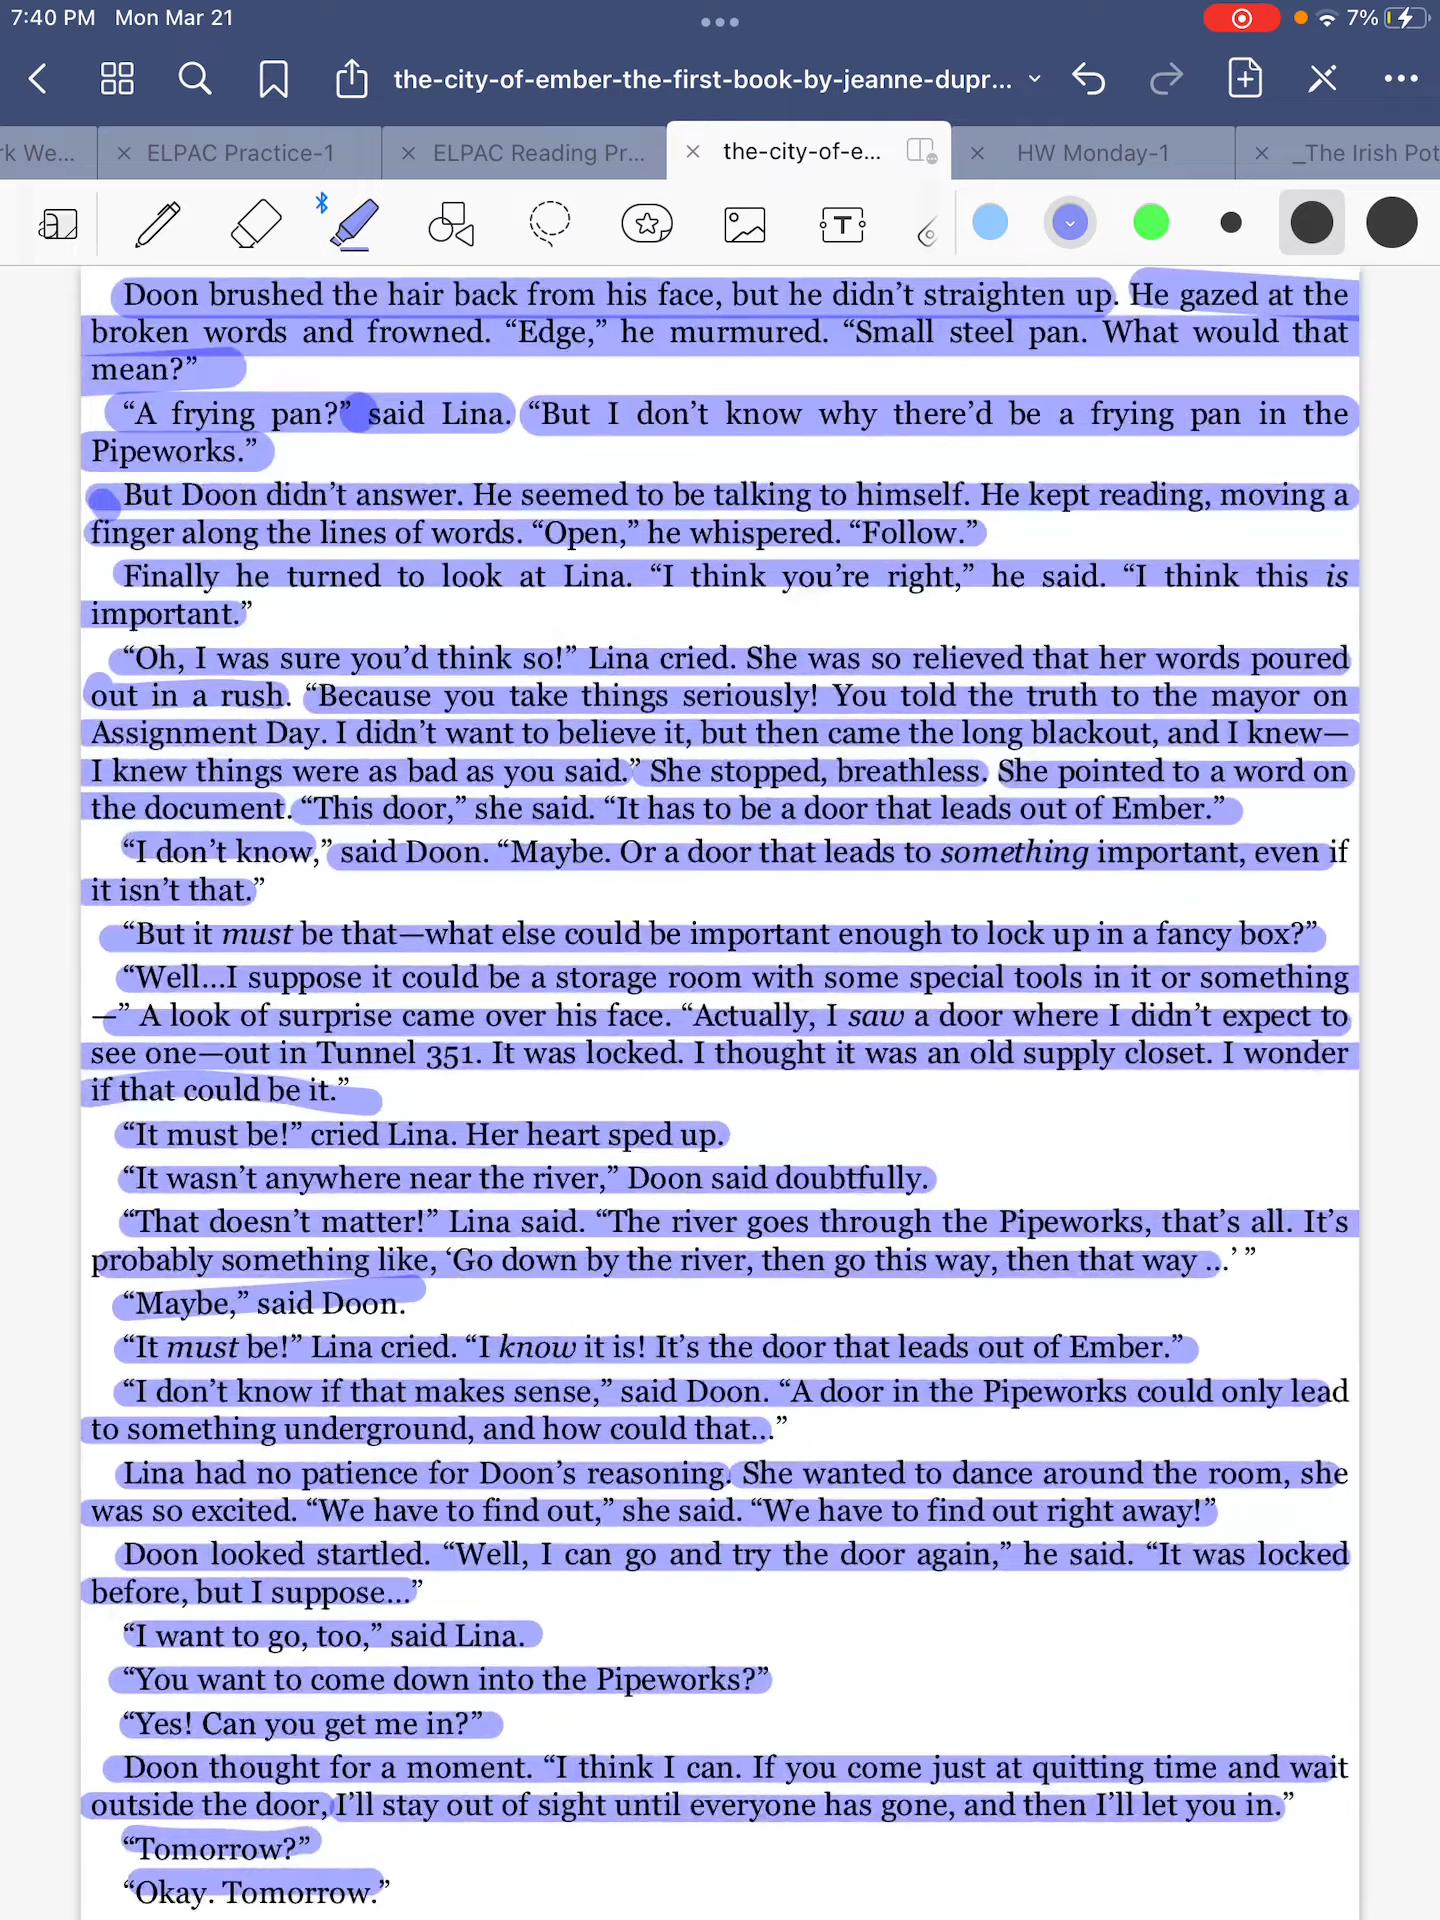 7:40 PM Mon Mar 21
7%
the-city-of-ember-the-first-book-by-jeanne-dupr...
rk We...
ELPAC Practice-1
ELPAC Reading Pr...
the-city-of-e...
HW Monday-1
_The Irish Pot
Doon brushed the hair back from his face, but he didn’t straighten up. He gazed at the
broken words and frowned. “Edge,” he murmured. “Small steel pan. What would that
mean?”
“A frying pan?” said Lina. “But I don’t know why there’d be a frying pan in the
Pipeworks.”
But Doon didn’t answer. He seemed to be talking to himself. He kept reading, moving a
finger along the lines of words. “Open,” he whispered. “Follow.”
Finally he turned to look at Lina. “I think you’re right,” he said. “I think this is
important.”
“Oh, I was sure you’d think so!” Lina cried. She was so relieved that her words poured
out in a rush. “Because you take things seriously! You told the truth to the mayor on
Assignment Day. I didn’t want to believe it, but then came the long blackout, and I knew—
I knew things were as bad as you said.” She stopped, breathless. She pointed to a word on
the document. “This door,” she said. “It has to be a door that leads out of Ember.”
“I don’t know,” said Doon. “Maybe. Or a door that leads to something important, even if
it isn’t that.”
“But it must be that—what else could be important enough to lock up in a fancy box?”
“Well...I suppose it could be a storage room with some special tools in it or something
—” A look of surprise came over his face. “Actually, I saw a door where I didn’t expect to
see one—out in Tunnel 351. It was locked. I thought it was an old supply closet. I wonder
if that could be it.”
“It must be!” cried Lina. Her heart sped up.
“It wasn’t anywhere near the river,” Doon said doubtfully.
“That doesn’t matter!” Lina said. “The river goes through the Pipeworks, that’s all. It’s
probably something like, ‘Go down by the river, then go this way, then that way ...’ ”
“Maybe,” said Doon.
“It must be!” Lina cried. “I know it is! It’s the door that leads out of Ember.”
“I don’t know if that makes sense,” said Doon. “A door in the Pipeworks could only lead
to something underground, and how could that...”
Lina had no patience for Doon’s reasoning. She wanted to dance around the room, she
was so excited. “We have to find out,” she said. “We have to find out right away!”
Doon looked startled. “Well, I can go and try the door again,” he said. “It was locked
before, but I suppose...”
“I want to go, too,” said Lina.
“You want to come down into the Pipeworks?”
“Yes! Can you get me in?”
Doon thought for a moment. “I think I can. If you come just at quitting time and wait
outside the door, I’ll stay out of sight until everyone has gone, and then I’ll let you in.”
“Tomorrow?”
“Okay. Tomorrow.”